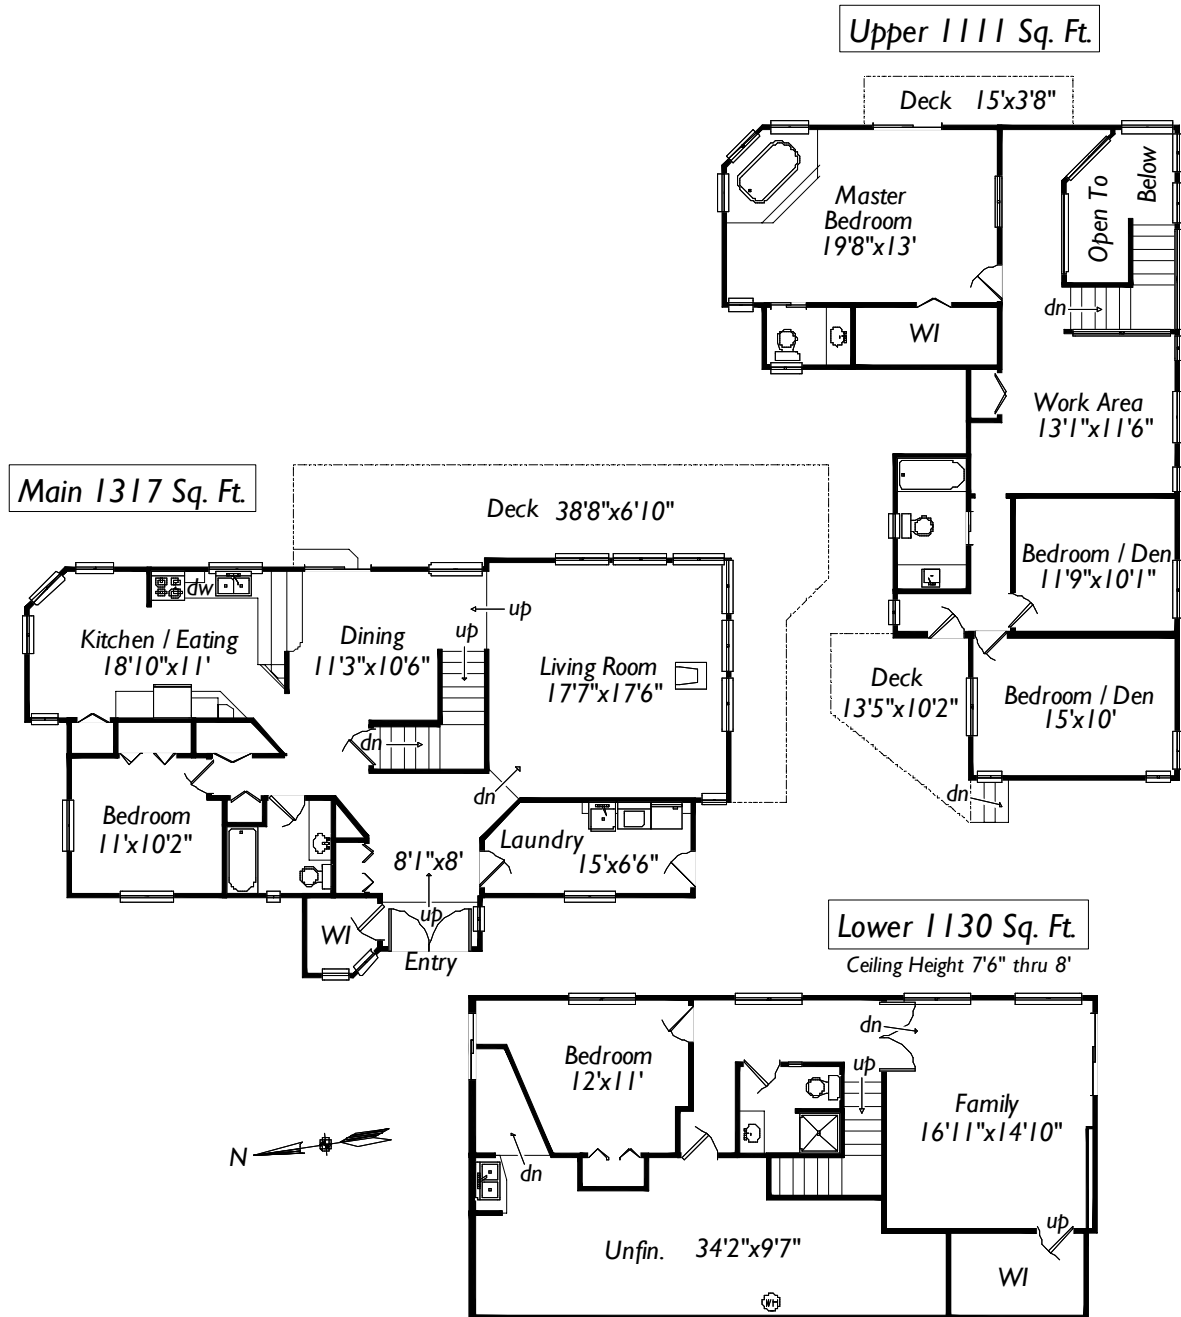 Upper 1111 Sq. Ft.
Deck 15'x3'8"
Master
Bedroom
19'8"x13'
Open To
Below
dn
WI
Work Area
13'1"x11'6"
Bedroom / Den
11'9"x10'1"
Deck
13'5"x10'2"
Bedroom / Den
15'x10'
dn
Main 1317 Sq. Ft.
Deck 38'8"x6'10"
dw
Kitchen / Eating
18'10"x11'
Dining
11'3"x10'6"
up
up
Living Room
17'7"x17'6"
dn
dn
Bedroom
11'x10'2"
8'1"x8'
Laundry
15'x6'6"
up
WI
Entry
Lower 1130 Sq. Ft.
Ceiling Height 7'6" thru 8'
dn
Bedroom
12'x11'
up
Family
16'11"x14'10"
N
dn
up
Unfin. 34'2"x9'7"
WI
WH